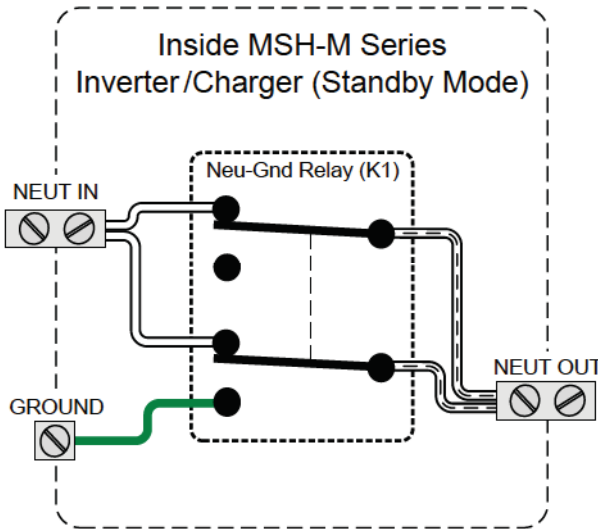 Inside MSH-M Series
Inverter/Charger (Standby Mode)
Neu-Gnd Relay (K1)
NEUT IN
NEUT OUT
GROUND